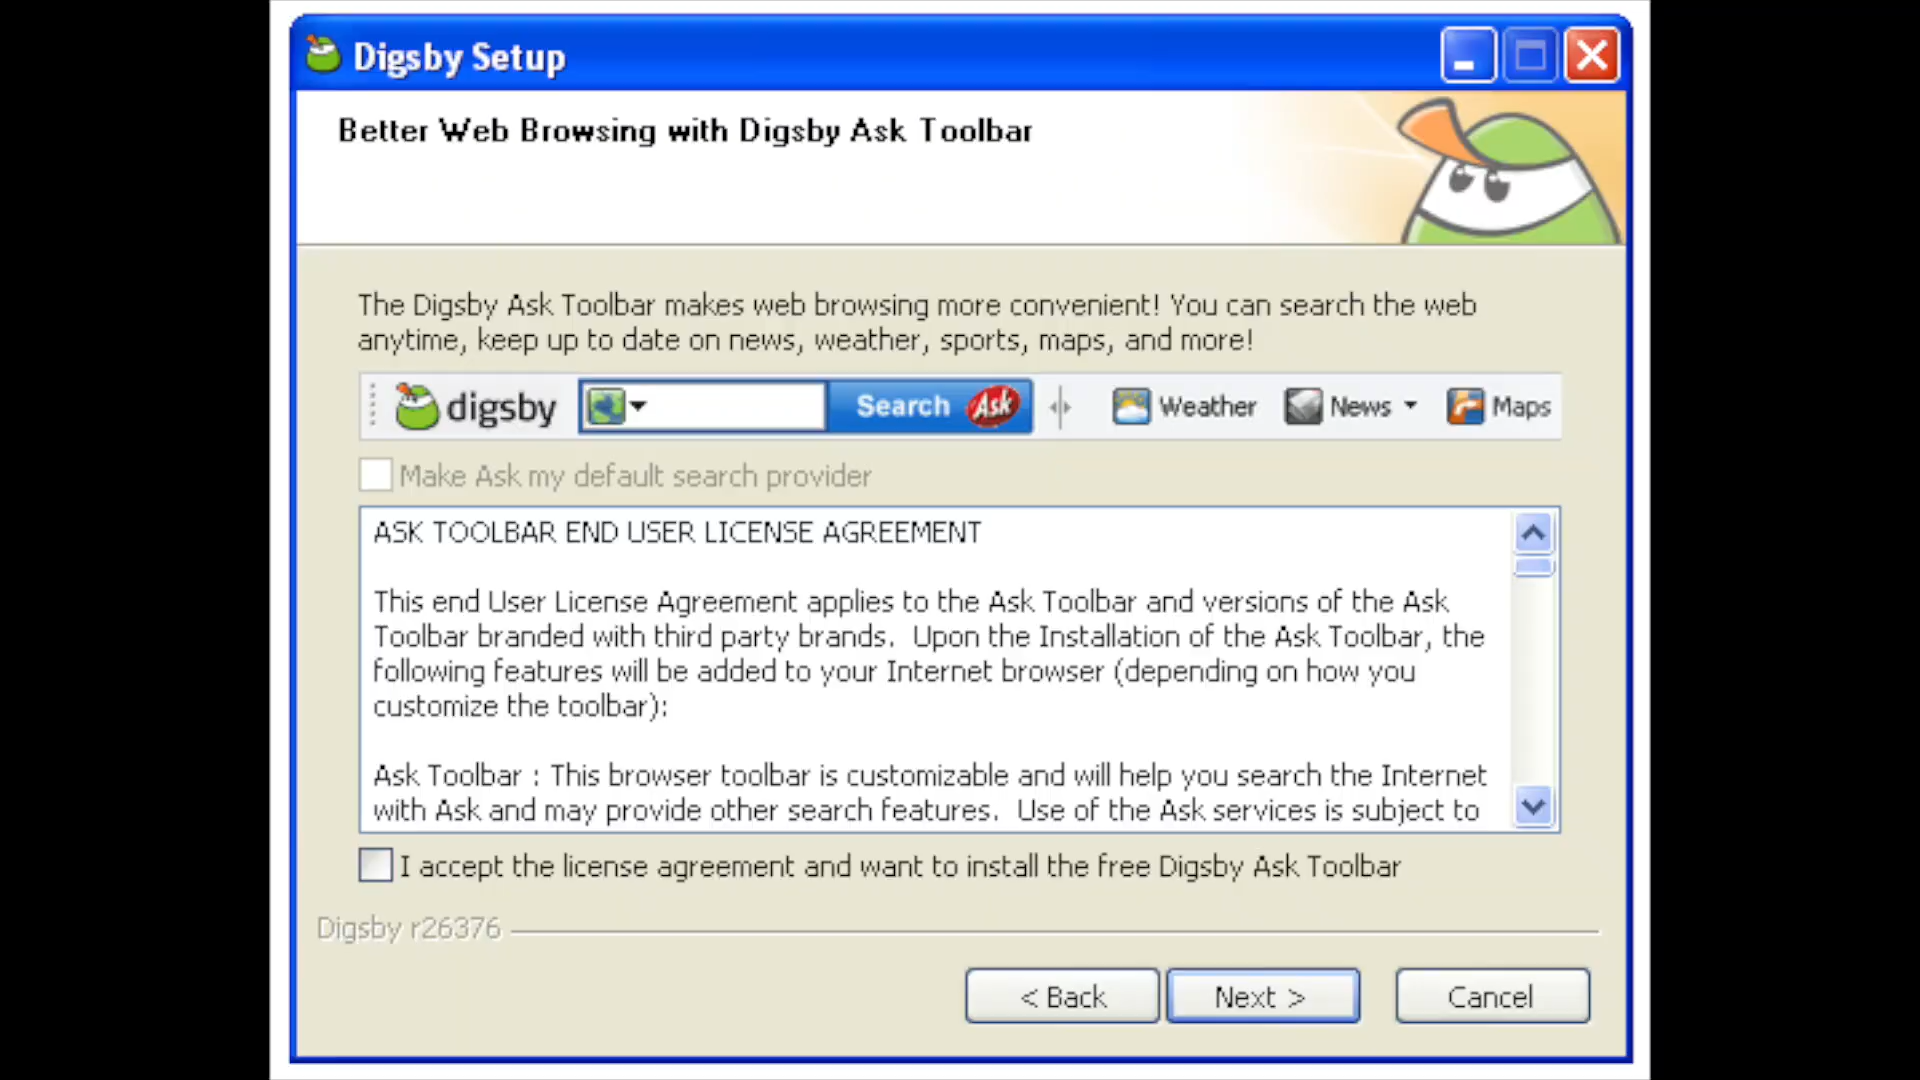 Digsby Setup
Better Web Browsing with Digsby Ask Toolbar
The Digsby Ask Toolbar makes web browsing more convenient! You can search the web
anytime, keep up to date on news, weather, sports, maps, and more!
digsby Search Ask Weather News Maps
Make Ask my default search provider
ASK TOOLBAR END USER LICENSE AGREEMENT
This end User License Agreement applies to the Ask Toolbar and versions of the Ask
Toolbar branded with third party brands.  Upon the Installation of the Ask Toolbar, the
following features will be added to your Internet browser (depending on how you
customize the toolbar):
Ask Toolbar : This browser toolbar is customizable and will help you search the Internet
with Ask and may provide other search features.  Use of the Ask services is subject to
I accept the license agreement and want to install the free Digsby Ask Toolbar
Digsby r26376
< Back Next > Cancel